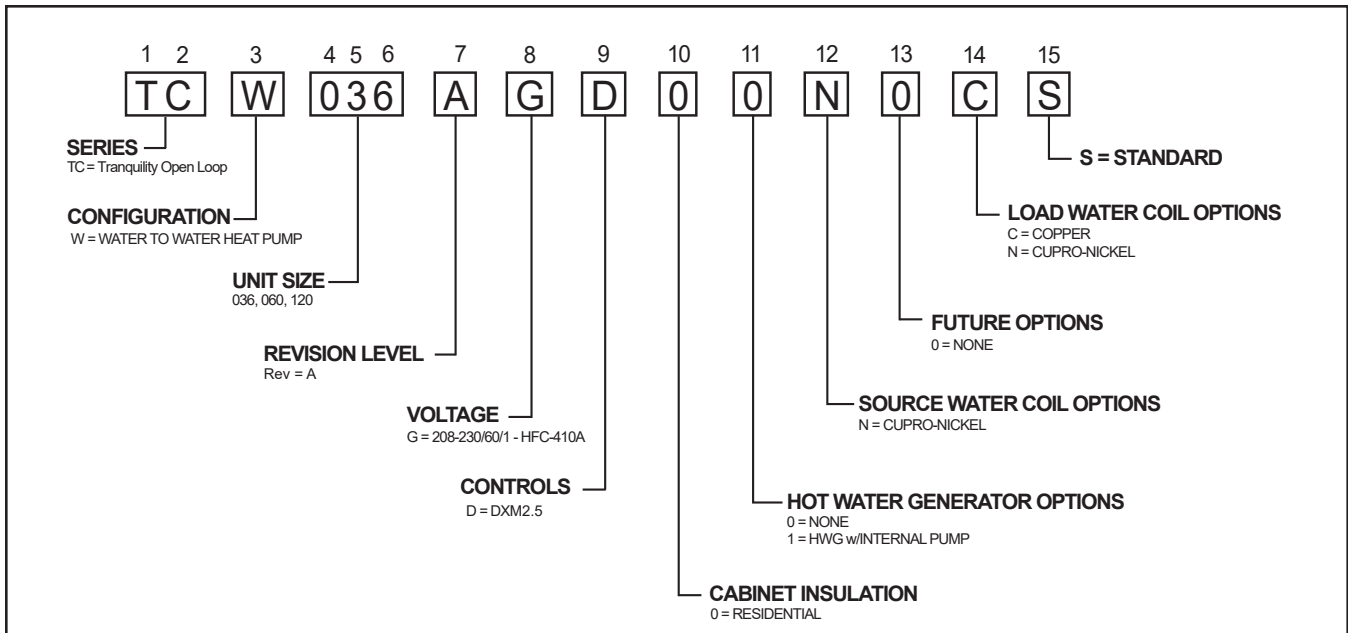 1 2 3 4 5 6 7 8 9 10 11 12 13 14 15
T C W 0 3 6 A G D 0 0 N 0 C S
SERIES
TC = Tranquility Open Loop
S = STANDARD
CONFIGURATION
W = WATER TO WATER HEAT PUMP
LOAD WATER COIL OPTIONS
C = COPPER
N = CUPRO-NICKEL
UNIT SIZE
036, 060, 120
FUTURE OPTIONS
0 = NONE
REVISION LEVEL
Rev = A
VOLTAGE
G = 208-230/60/1 - HFC-410A
SOURCE WATER COIL OPTIONS
N = CUPRO-NICKEL
CONTROLS
D = DXM2.5
HOT WATER GENERATOR OPTIONS
0 = NONE
1 = HWG w/INTERNAL PUMP
CABINET INSULATION
0 = RESIDENTIAL